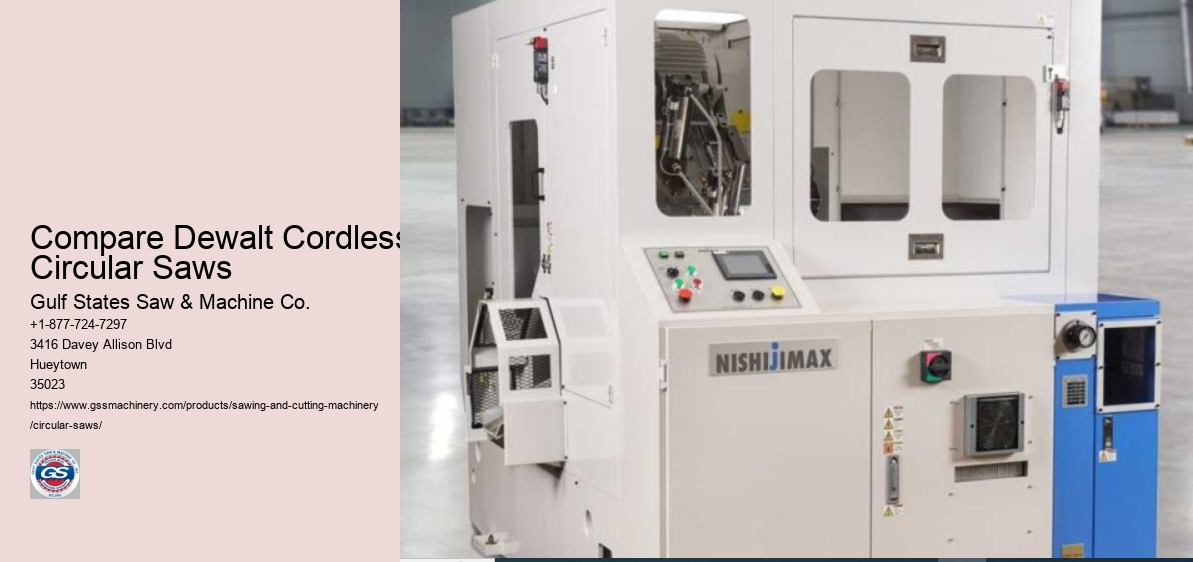 Compare Dewalt Cordless
Circular Saws
Gulf States Saw & Machine Co.
+1-877-724-7297
3416 Davey Allison Blvd
Hueytown
35023
https://www.gssmachinery.com/products/sawing-and-cutting-machinery
/circular-saws/
GS
NISHIJIMAX